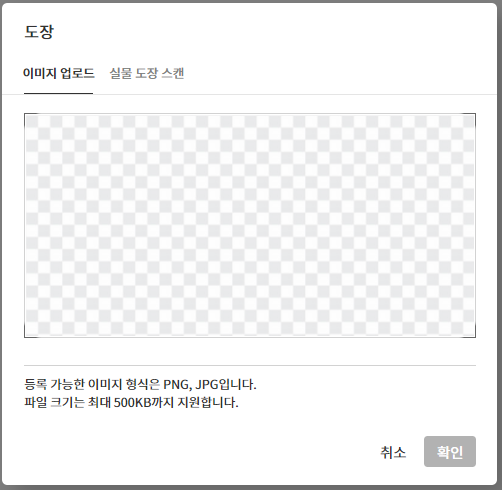 도장
이미지 업로드 실물 도장 스캔
등록 가능한 이미지 형식은 PNG, JPG입니다.
파일 크기는 최대 500KB까지 지원합니다.
취소 확인